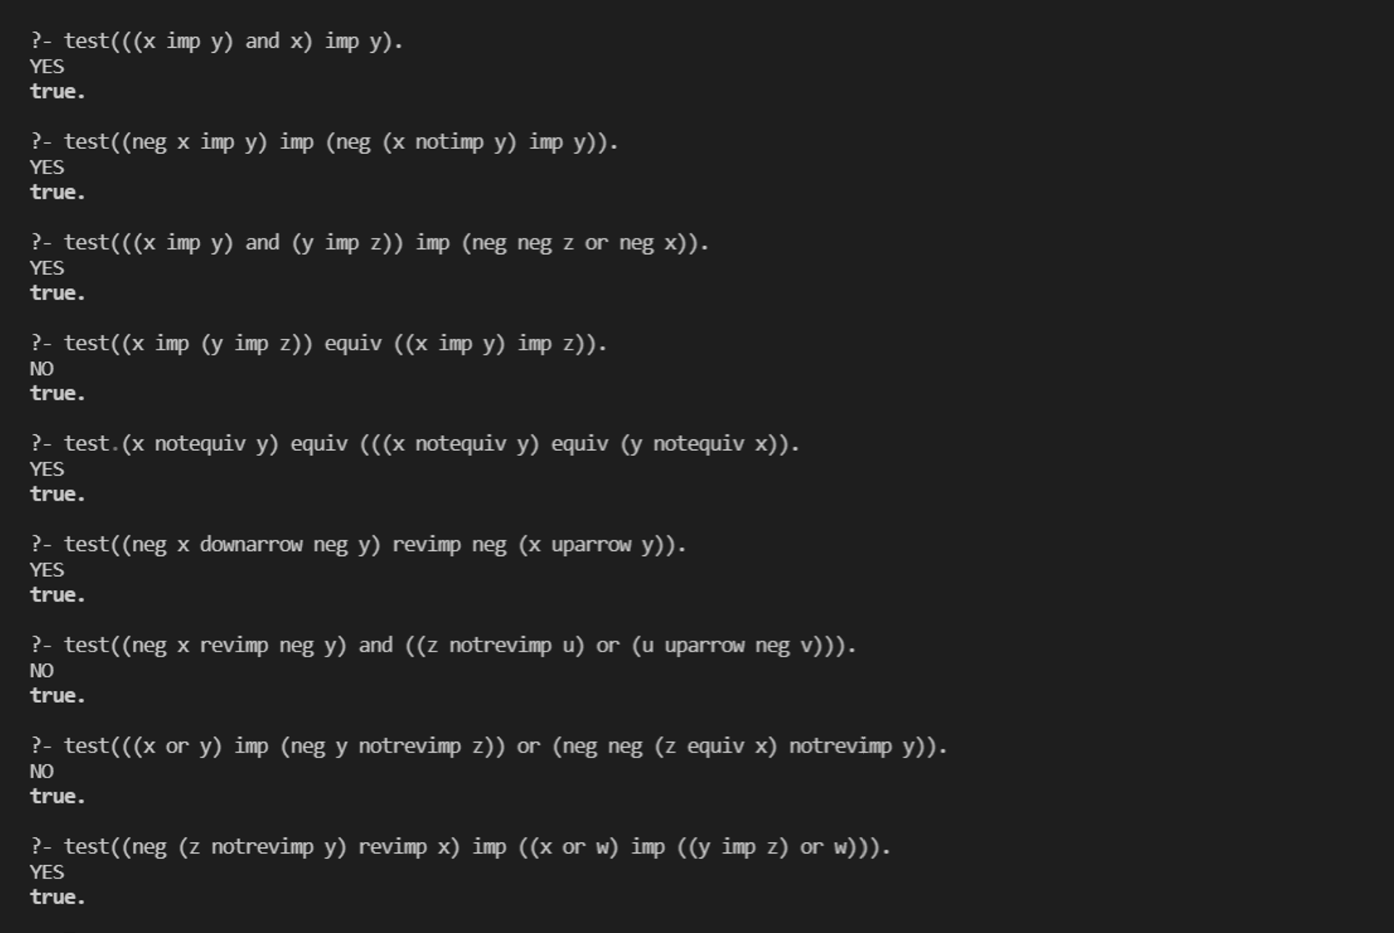 ?- test(((x imp y) and x) imp y).
YES
true.
?- test((neg x imp y) imp (neg (x notimp y) imp y)).
YES
true.
?- test(((x imp y) and (y imp z)) imp (neg neg z or neg x)).
YES
true.
?- test((x imp (y imp z)) equiv ((x imp y) imp z)).
NO
true.
?- test.(x notequiv y) equiv (((x notequiv y) equiv (y notequiv x)).
YES
true.
?- test((neg x downarrow neg y) revimp neg (x uparrow y)).
YES
true.
?- test((neg x revimp neg y) and ((z notrevimp u) or (u uparrow neg v))).
NO
true.
?- test(((x or y) imp (neg y notrevimp z)) or (neg neg (z equiv x) notrevimp y)).
NO
true.
?- test((neg (z notrevimp y) revimp x) imp ((x or w) imp ((y imp z) or w))).
YES
true.